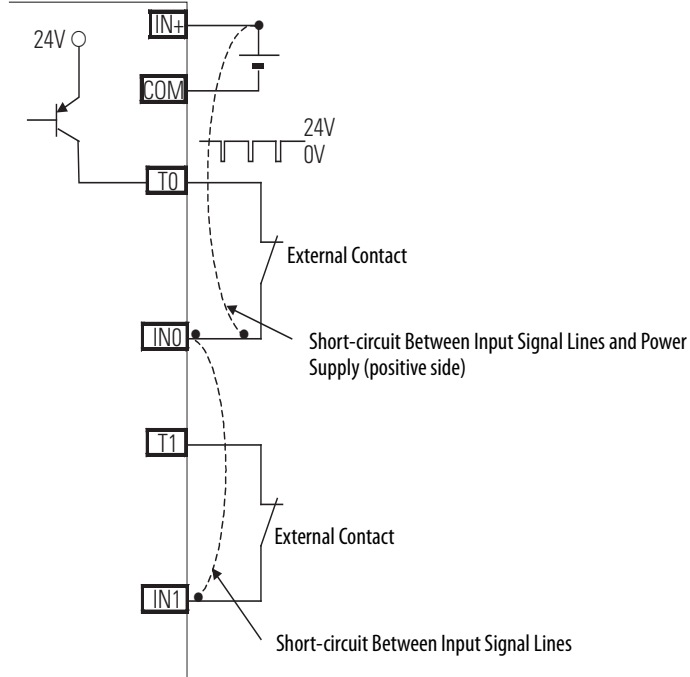 IN+
24V
COM
24V
0V
T0
External Contact
IN0
Short-circuit Between Input Signal Lines and Power
Supply (positive side)
T1
External Contact
IN1
Short-circuit Between Input Signal Lines